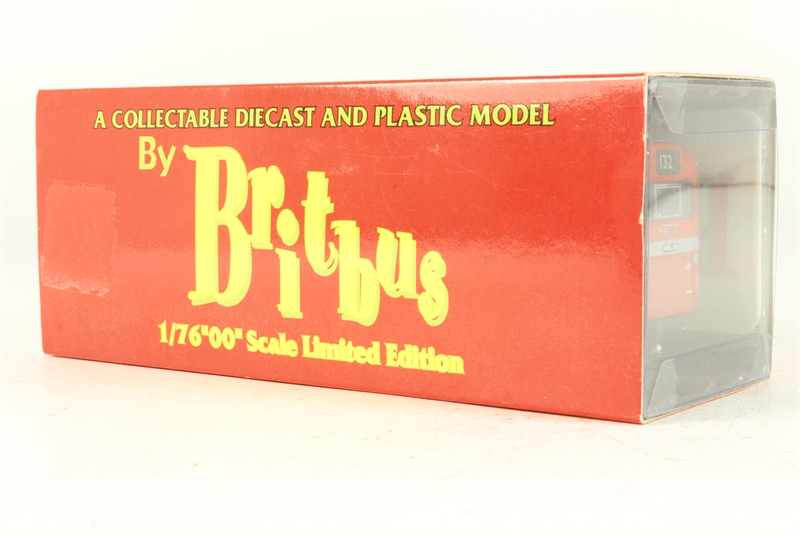 A COLLECTABLE DIECAST AND PLASTIC MODEL
By
Britbus
1/76"00" Scale Limited Edition
132